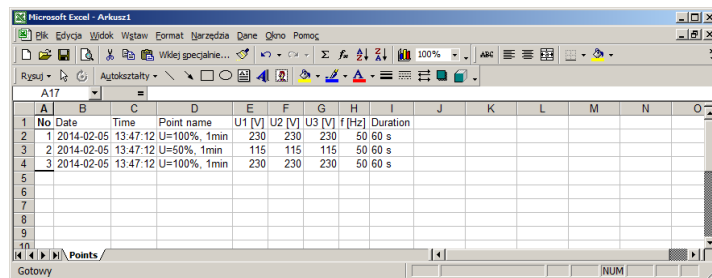 Microsoft Excel - Arkusz1
Plik Edycja Widok Wstaw Format Narzędzia Dane Okno Pomoc
Wklej specjalnie... Σ 100% ABC
Rysuj Autokształty A
A17 =
A B C D E F G H I J K L M N O
1 No Date Time Point name U1 [V] U2 [V] U3 [V] f [Hz] Duration
2 1 2014-02-05 13:47:12 U=100%, 1min 230 230 230 50 60 s
3 2 2014-02-05 13:47:12 U=50%, 1min 115 115 115 50 60 s
4 3 2014-02-05 13:47:12 U=100%, 1min 230 230 230 50 60 s
5
6
7
8
9
10
Points
Gotowy NUM